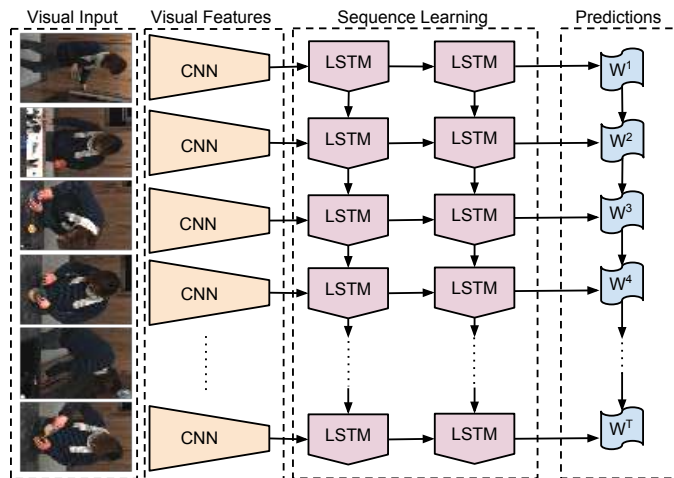 Visual Input Visual Features Sequence Learning Predictions
CNN LSTM LSTM W¹
CNN LSTM LSTM W²
CNN LSTM LSTM W³
CNN LSTM LSTM W⁴
CNN LSTM LSTM Wᵀ